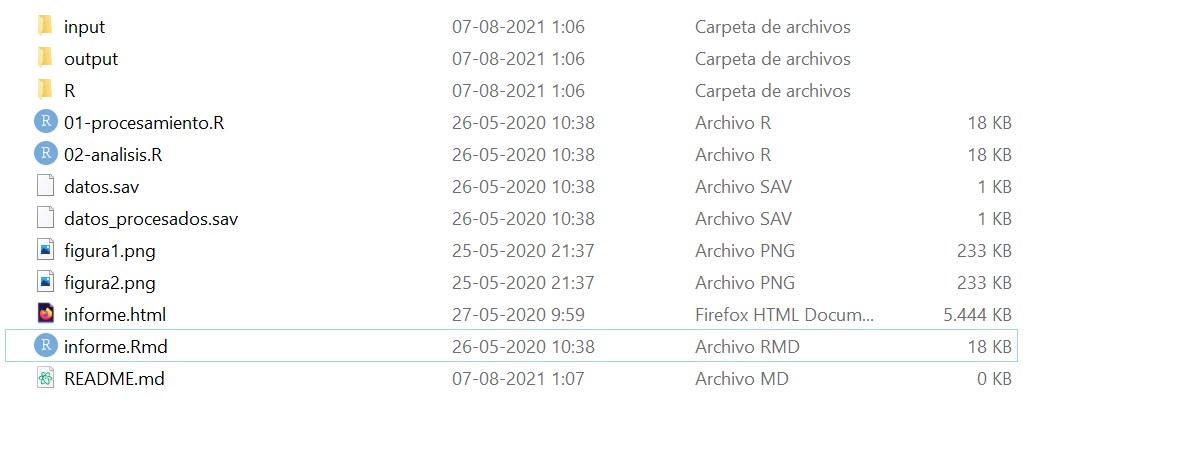 input 07-08-2021 1:06 Carpeta de archivos
output 07-08-2021 1:06 Carpeta de archivos
R 07-08-2021 1:06 Carpeta de archivos
R 01-procesamiento.R 26-05-2020 10:38 Archivo R 18 KB
R 02-analisis.R 26-05-2020 10:38 Archivo R 18 KB
datos.sav 26-05-2020 10:38 Archivo SAV 1 KB
datos_procesados.sav 26-05-2020 10:38 Archivo SAV 1 KB
figura1.png 25-05-2020 21:37 Archivo PNG 233 KB
figura2.png 25-05-2020 21:37 Archivo PNG 233 KB
informe.html 27-05-2020 9:59 Firefox HTML Docum... 5.444 KB
R informe.Rmd 26-05-2020 10:38 Archivo RMD 18 KB
README.md 07-08-2021 1:07 Archivo MD 0 KB